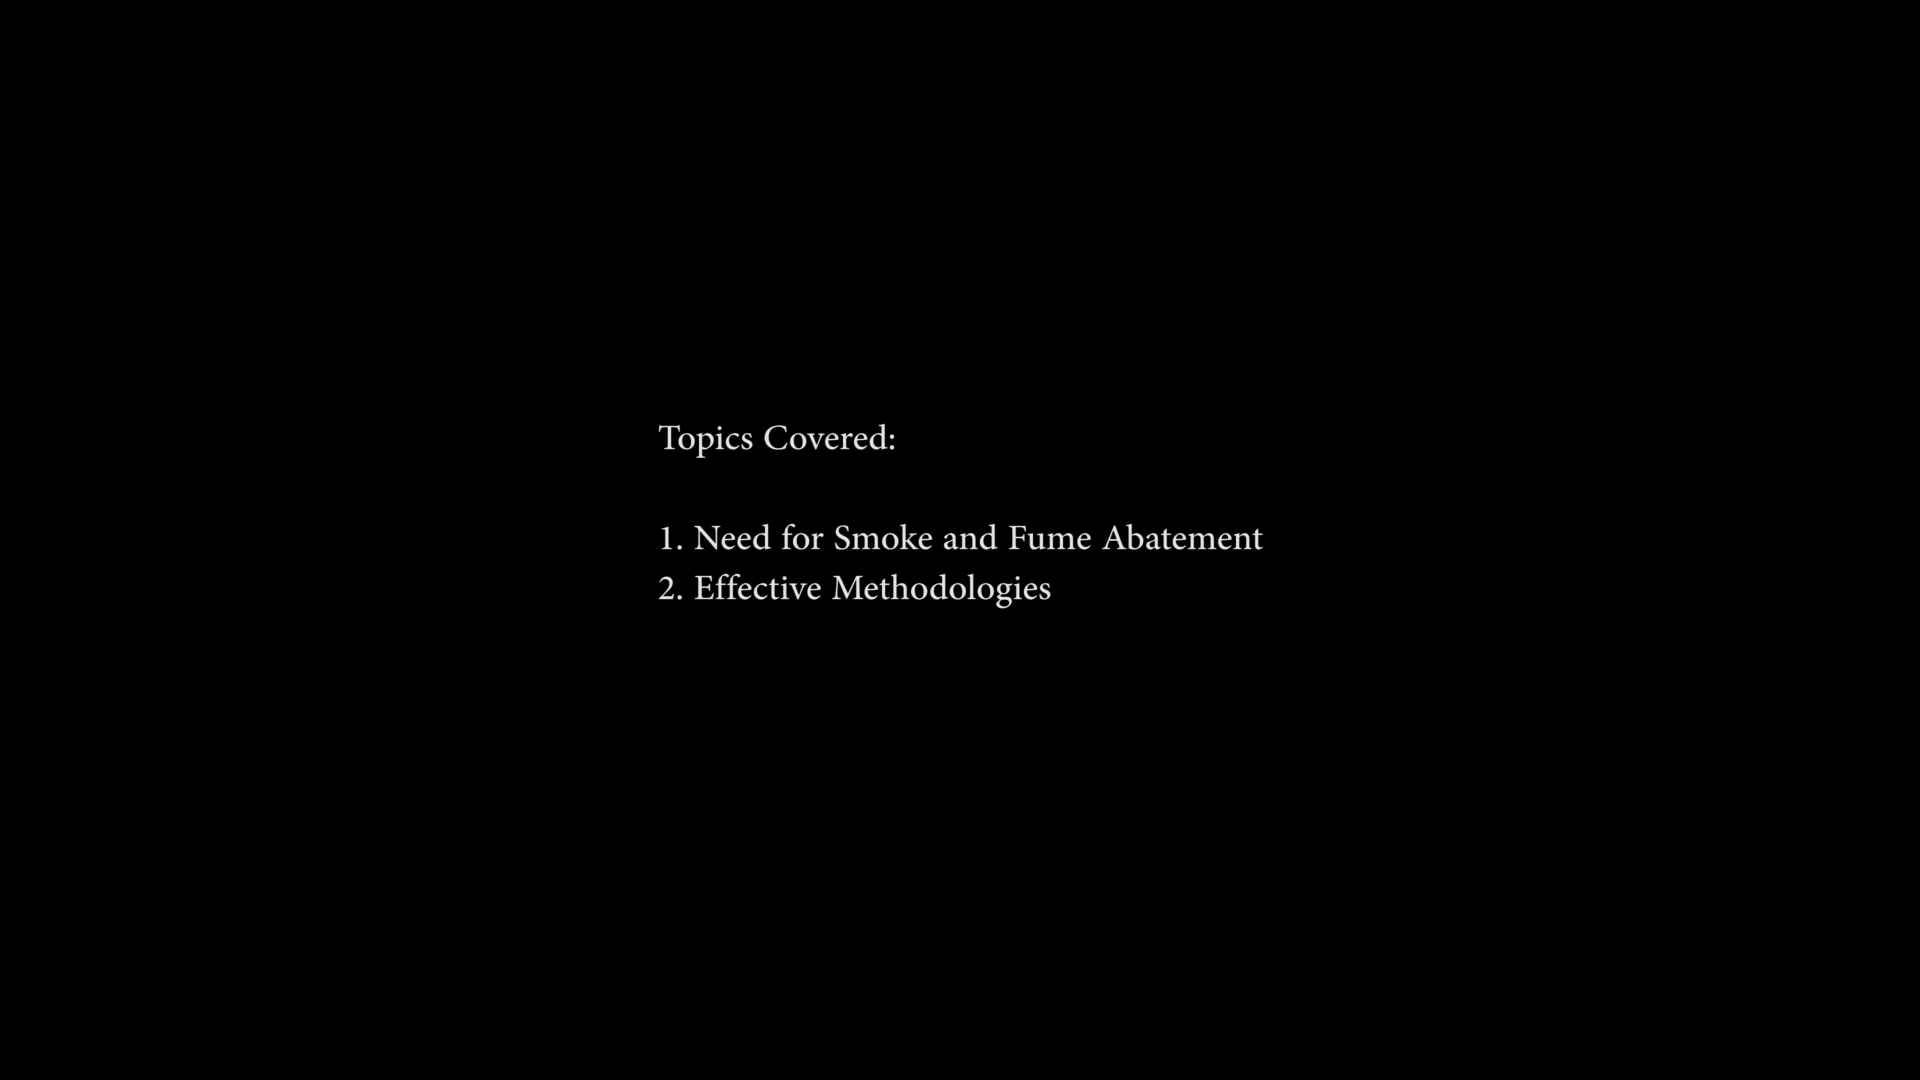 Topics Covered:
1. Need for Smoke and Fume Abatement
2. Effective Methodologies